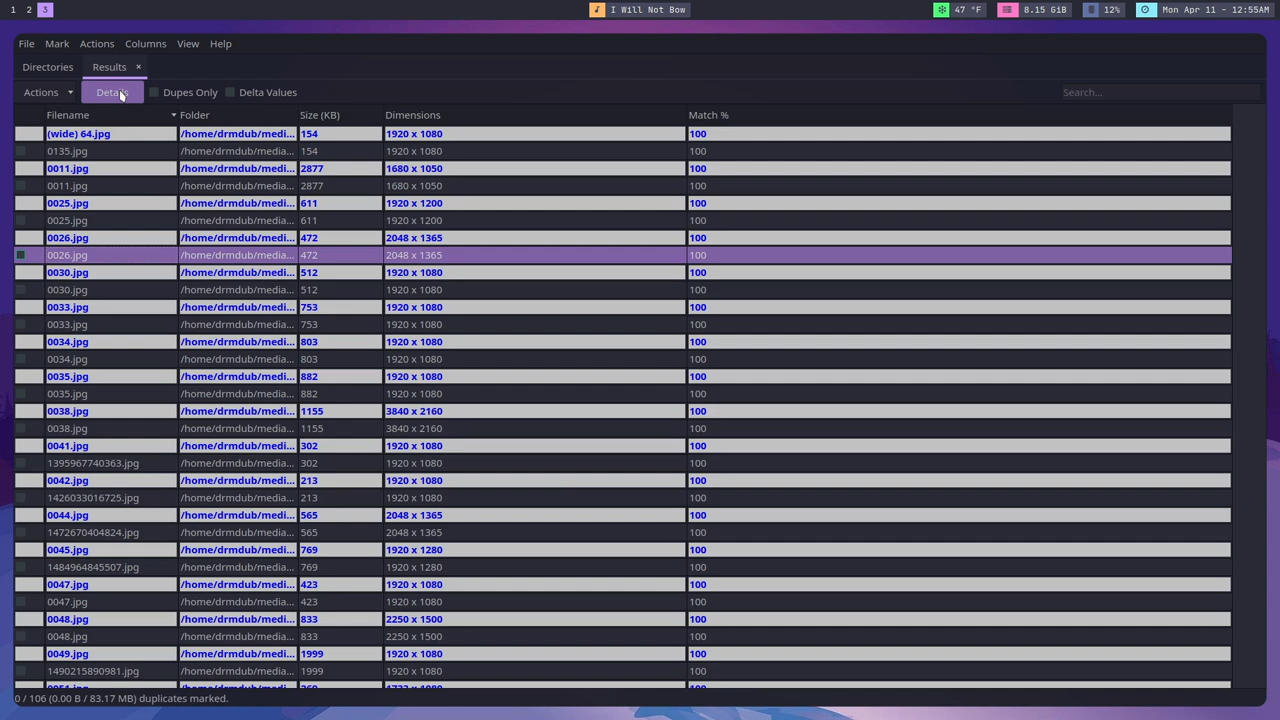 1 2 3 I Will Not Bow 47 °F 8.15 GiB 12% Mon Apr 11 - 12:55AM
File Mark Actions Columns View Help
Directories Results ×
Actions Details Dupes Only Delta Values Search...
Filename Folder Size (KB) Dimensions Match %
(wide) 64.jpg /home/drmdub/medi... 154 1920 x 1080 100
0135.jpg /home/drmdub/media... 154 1920 x 1080 100
0011.jpg /home/drmdub/medi... 2877 1680 x 1050 100
0011.jpg /home/drmdub/media... 2877 1680 x 1050 100
0025.jpg /home/drmdub/medi... 611 1920 x 1200 100
0025.jpg /home/drmdub/media... 611 1920 x 1200 100
0026.jpg /home/drmdub/medi... 472 2048 x 1365 100
0026.jpg /home/drmdub/media... 472 2048 x 1365 100
0030.jpg /home/drmdub/medi... 512 1920 x 1080 100
0030.jpg /home/drmdub/media... 512 1920 x 1080 100
0033.jpg /home/drmdub/medi... 753 1920 x 1080 100
0033.jpg /home/drmdub/media... 753 1920 x 1080 100
0034.jpg /home/drmdub/medi... 803 1920 x 1080 100
0034.jpg /home/drmdub/media... 803 1920 x 1080 100
0035.jpg /home/drmdub/medi... 882 1920 x 1080 100
0035.jpg /home/drmdub/media... 882 1920 x 1080 100
0038.jpg /home/drmdub/medi... 1155 3840 x 2160 100
0038.jpg /home/drmdub/media... 1155 3840 x 2160 100
0041.jpg /home/drmdub/medi... 302 1920 x 1080 100
1395967740363.jpg /home/drmdub/media... 302 1920 x 1080 100
0042.jpg /home/drmdub/medi... 213 1920 x 1080 100
1426033016725.jpg /home/drmdub/media... 213 1920 x 1080 100
0044.jpg /home/drmdub/medi... 565 2048 x 1365 100
1472670404824.jpg /home/drmdub/media... 565 2048 x 1365 100
0045.jpg /home/drmdub/medi... 769 1920 x 1280 100
1484964845507.jpg /home/drmdub/media... 769 1920 x 1280 100
0047.jpg /home/drmdub/medi... 423 1920 x 1080 100
0047.jpg /home/drmdub/media... 423 1920 x 1080 100
0048.jpg /home/drmdub/medi... 833 2250 x 1500 100
0048.jpg /home/drmdub/media... 833 2250 x 1500 100
0049.jpg /home/drmdub/medi... 1999 1920 x 1080 100
1490215890981.jpg /home/drmdub/media... 1999 1920 x 1080 100
0 / 106 (0.00 B / 83.17 MB) duplicates marked.